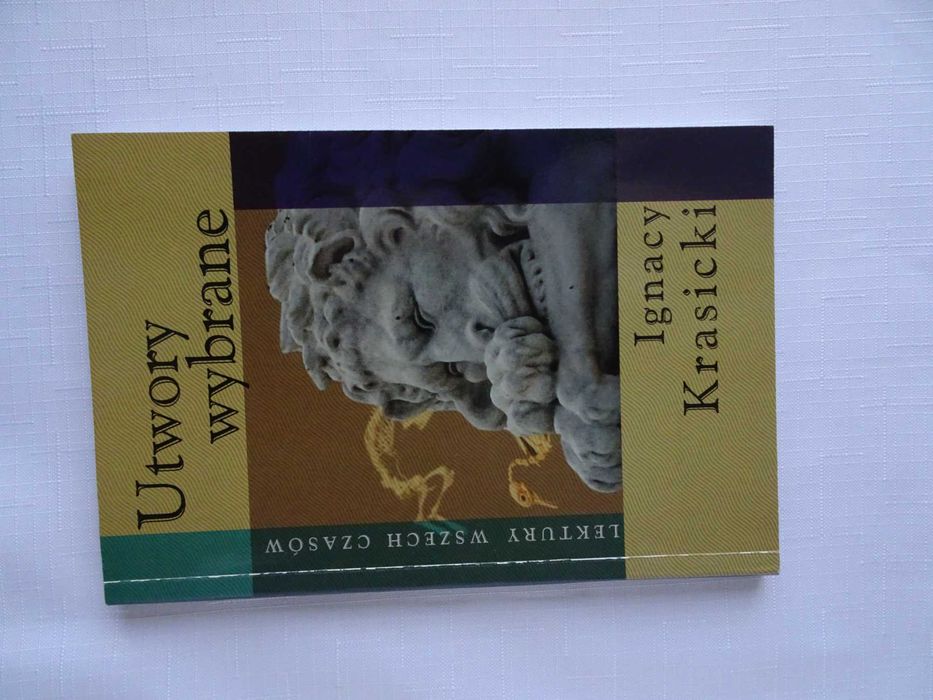 Utwory
wybrane
LEKTURY WSZECH CZASÓW
Ignacy
Krasicki